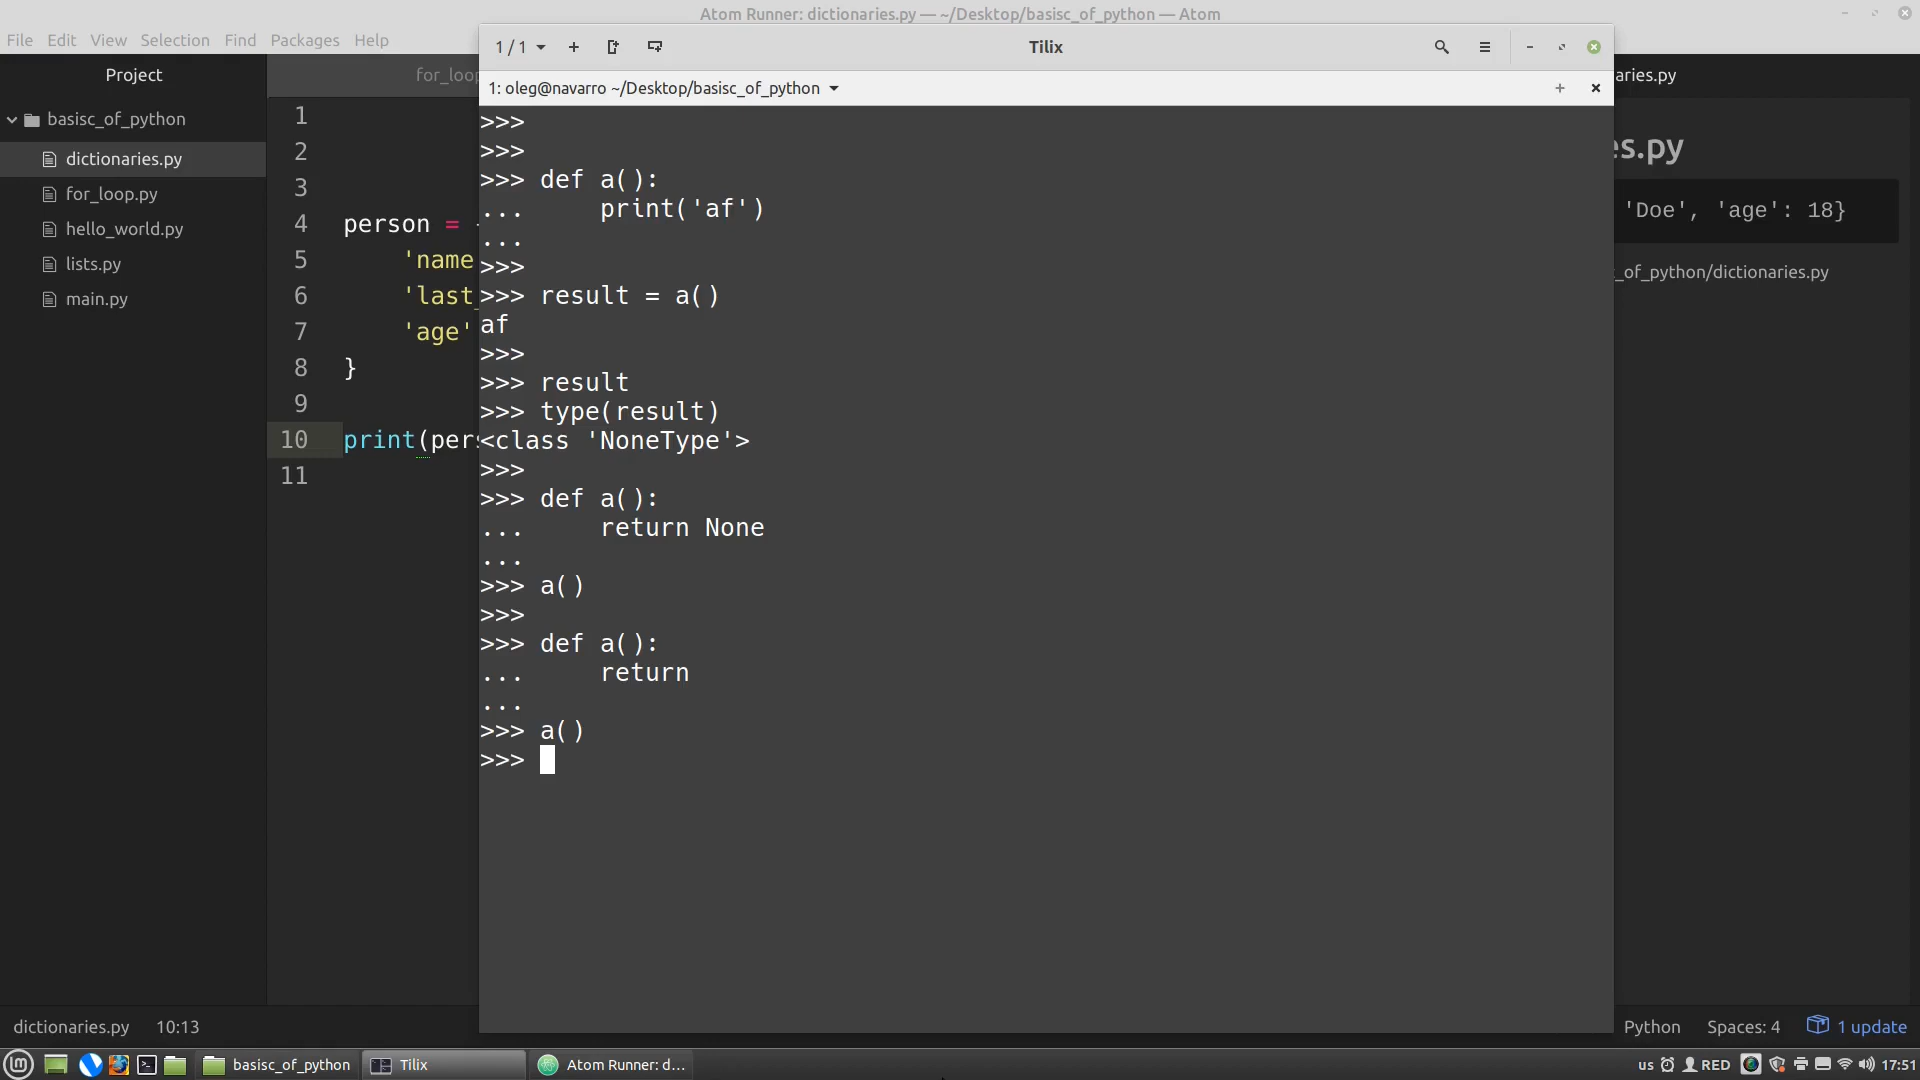 Atom Runner: dictionaries.py — ~/Desktop/basisc_of_python — Atom
File Edit View Selection Find Packages Help
1 / 1
Tilix
1: oleg@navarro ~/Desktop/basisc_of_python
Project
basisc_of_python
dictionaries.py
for_loop.py
hello_world.py
lists.py
main.py
for_loo
1
2
3
4 person =
5 'name
6 'last_
7 'age'
8 }
9
10 print(pers
11
>>>
>>>
>>> def a():
... print('af')
...
>>>
>>> result = a()
af
>>>
>>> result
>>> type(result)
<class 'NoneType'>
>>>
>>> def a():
... return None
...
>>> a()
>>>
>>> def a():
... return
...
>>> a()
>>>
aries.py
es.py
'Doe', 'age': 18}
_of_python/dictionaries.py
dictionaries.py 10:13
Python Spaces: 4 1 update
basisc_of_python
Tilix
Atom Runner: d...
us RED 17:51